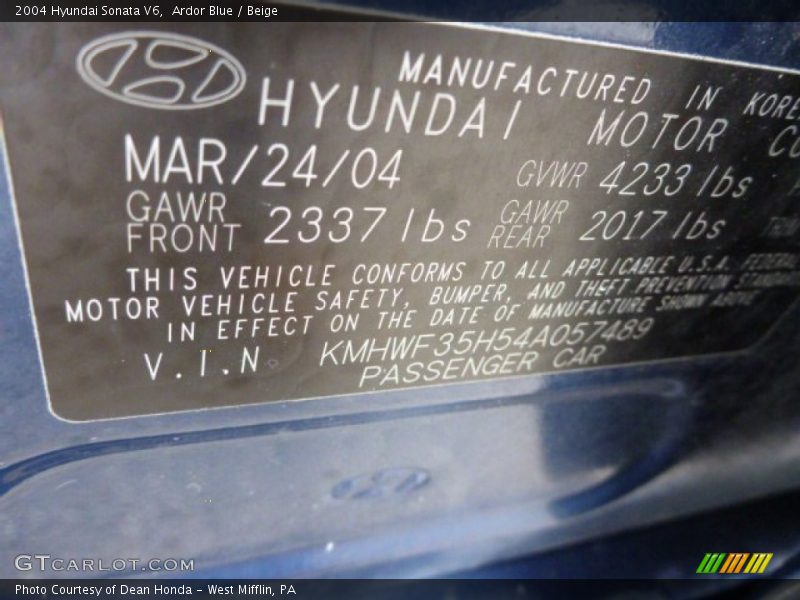 2004 Hyundai Sonata V6, Ardor Blue / Beige
MANUFACTURED IN KORE
HYUNDAI MOTOR CO
MAR/24/04 GVWR 4233 lbs
GAWR FRONT 2337 lbs GAWR REAR 2017 lbs
THIS VEHICLE CONFORMS TO ALL APPLICABLE U.S.A. FEDERAL
MOTOR VEHICLE SAFETY, BUMPER, AND THEFT PREVENTION STANDARDS
IN EFFECT ON THE DATE OF MANUFACTURE SHOWN ABOVE
V.I.N KMHWF35H54A057489
PASSENGER CAR
GTCARLOT.COM
Photo Courtesy of Dean Honda - West Mifflin, PA